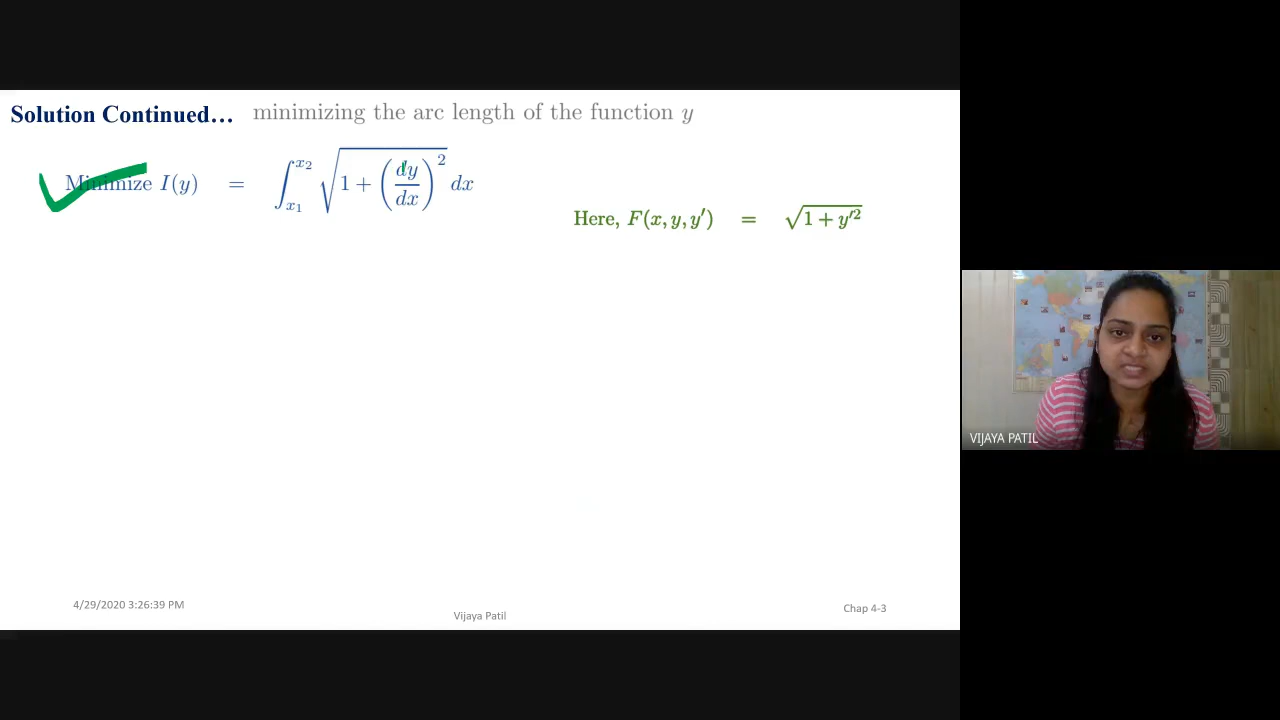 Solution Continued… minimizing the arc length of the function y
Minimize I(y) = ∫_{x₁}^{x₂} √(1 + (dy/dx)²) dx
Here, F(x, y, y′) = √(1 + y′²)
VIJAYA PATIL
4/29/2020 3:26:39 PM
Vijaya Patil
Chap 4-3